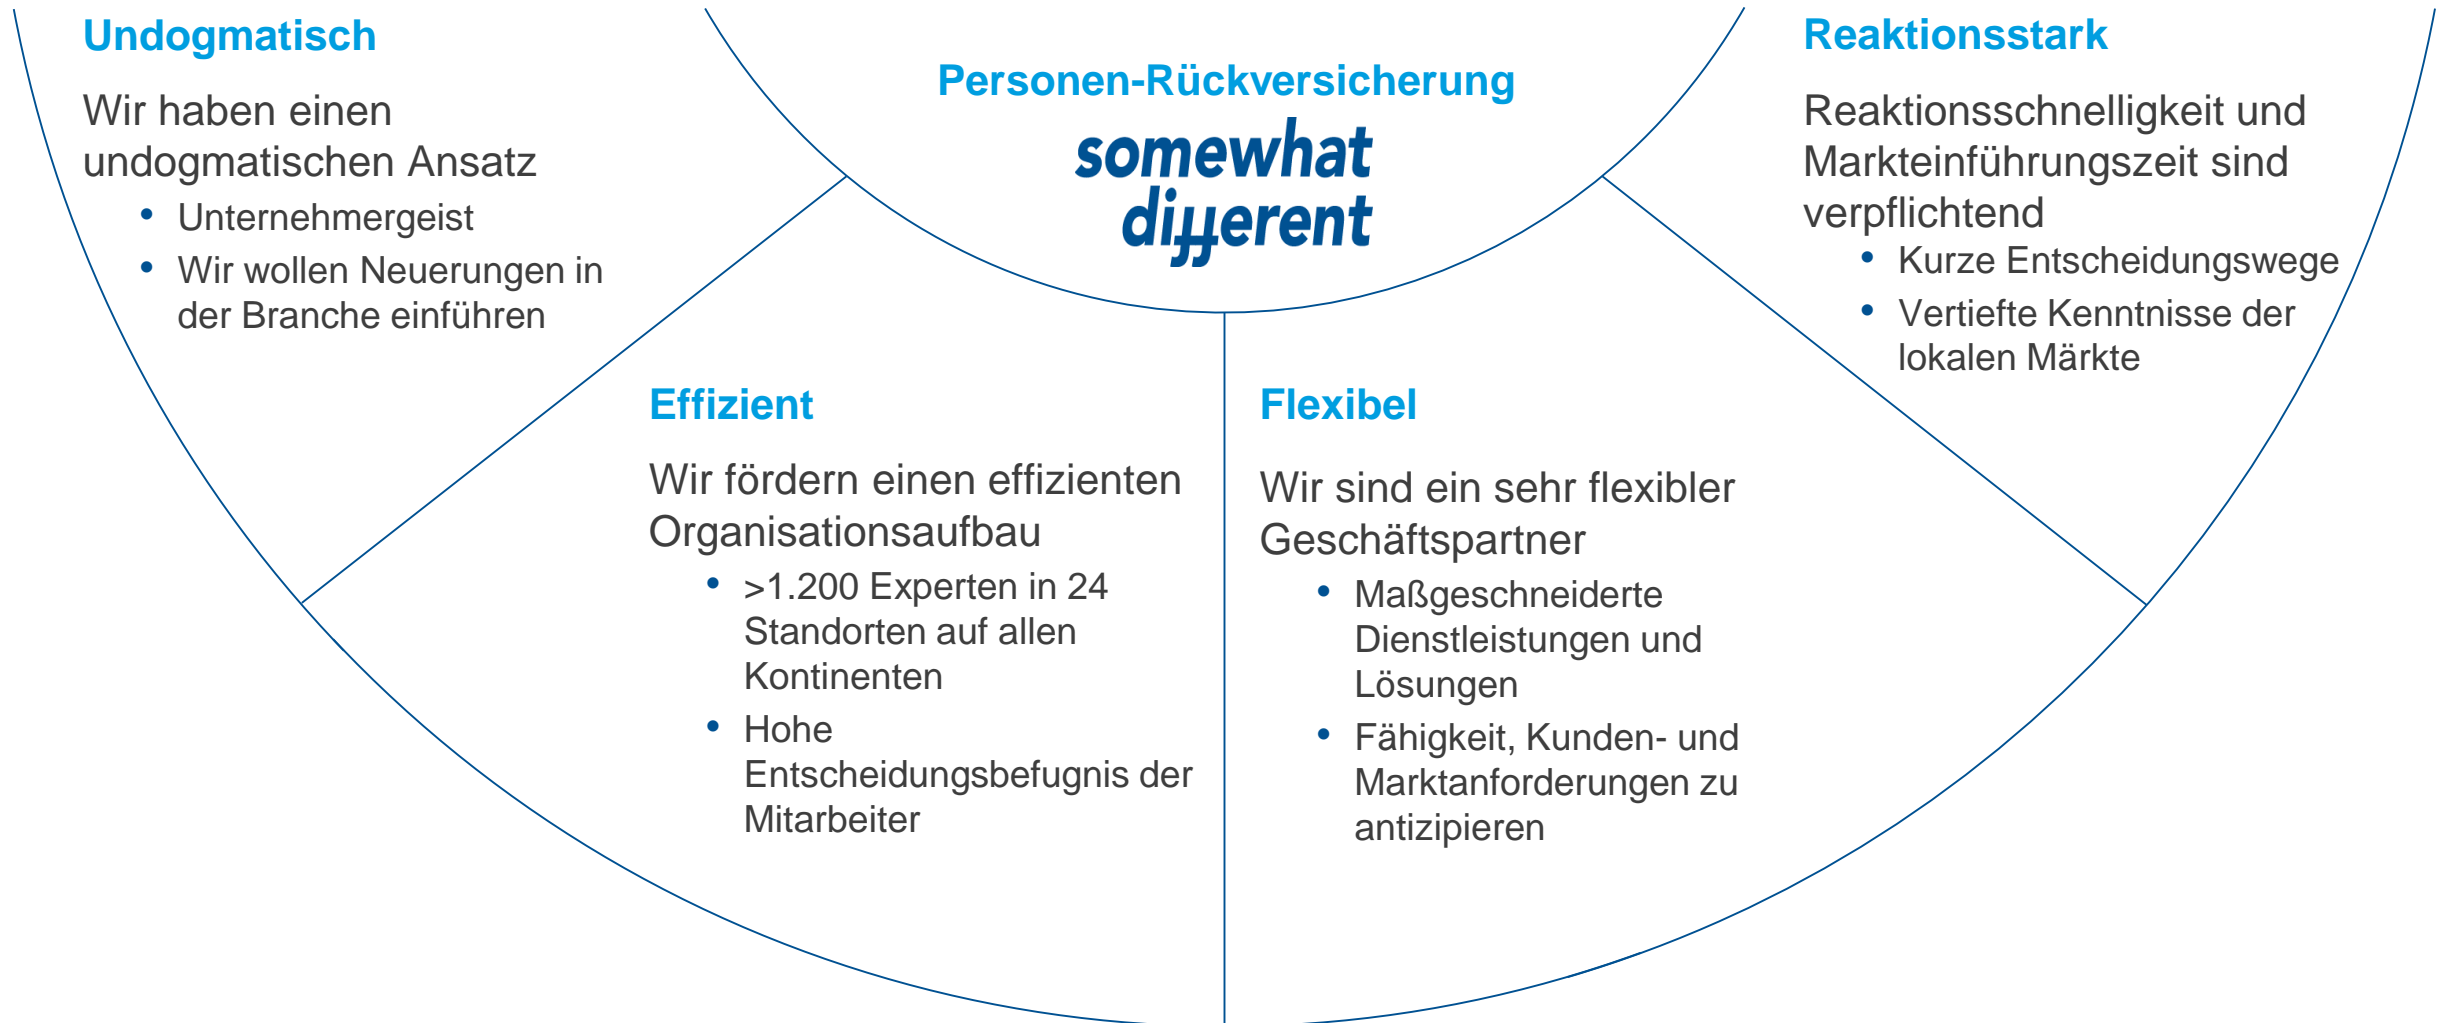 Personen-Rückversicherung
somewhat
different
Undogmatisch
Wir haben einen
undogmatischen Ansatz
• Unternehmergeist
• Wir wollen Neuerungen in
der Branche einführen
Effizient
Wir fördern einen effizienten
Organisationsaufbau
• >1.200 Experten in 24
Standorten auf allen
Kontinenten
• Hohe
Entscheidungsbefugnis der
Mitarbeiter
Flexibel
Wir sind ein sehr flexibler
Geschäftspartner
• Maßgeschneiderte
Dienstleistungen und
Lösungen
• Fähigkeit, Kunden- und
Marktanforderungen zu
antizipieren
Reaktionsstark
Reaktionsschnelligkeit und
Markteinführungszeit sind
verpflichtend
• Kurze Entscheidungswege
• Vertiefte Kenntnisse der
lokalen Märkte